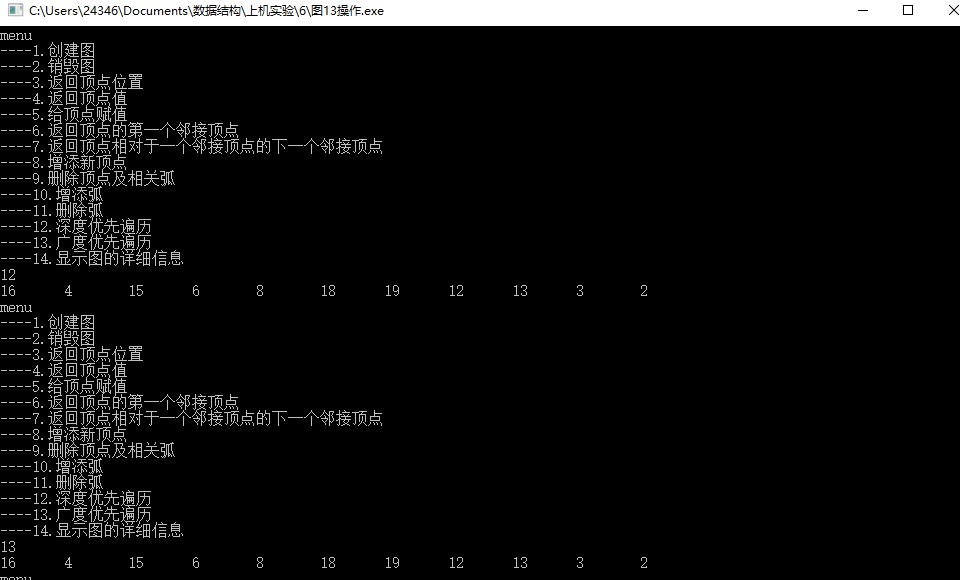 C:\Users\24346\Documents\数据结构\上机实验\6\图13操作.exe
menu
----1.创建图
----2.销毁图
----3.返回顶点位置
----4.返回顶点值
----5.给顶点赋值
----6.返回顶点的第一个邻接顶点
----7.返回顶点相对于一个邻接顶点的下一个邻接顶点
----8.增添新顶点
----9.删除顶点及相关弧
----10.增添弧
----11.删除弧
----12.深度优先遍历
----13.广度优先遍历
----14.显示图的详细信息
12
16 4 15 6 8 18 19 12 13 3 2
menu
----1.创建图
----2.销毁图
----3.返回顶点位置
----4.返回顶点值
----5.给顶点赋值
----6.返回顶点的第一个邻接顶点
----7.返回顶点相对于一个邻接顶点的下一个邻接顶点
----8.增添新顶点
----9.删除顶点及相关弧
----10.增添弧
----11.删除弧
----12.深度优先遍历
----13.广度优先遍历
----14.显示图的详细信息
13
16 4 15 6 8 18 19 12 13 3 2
menu